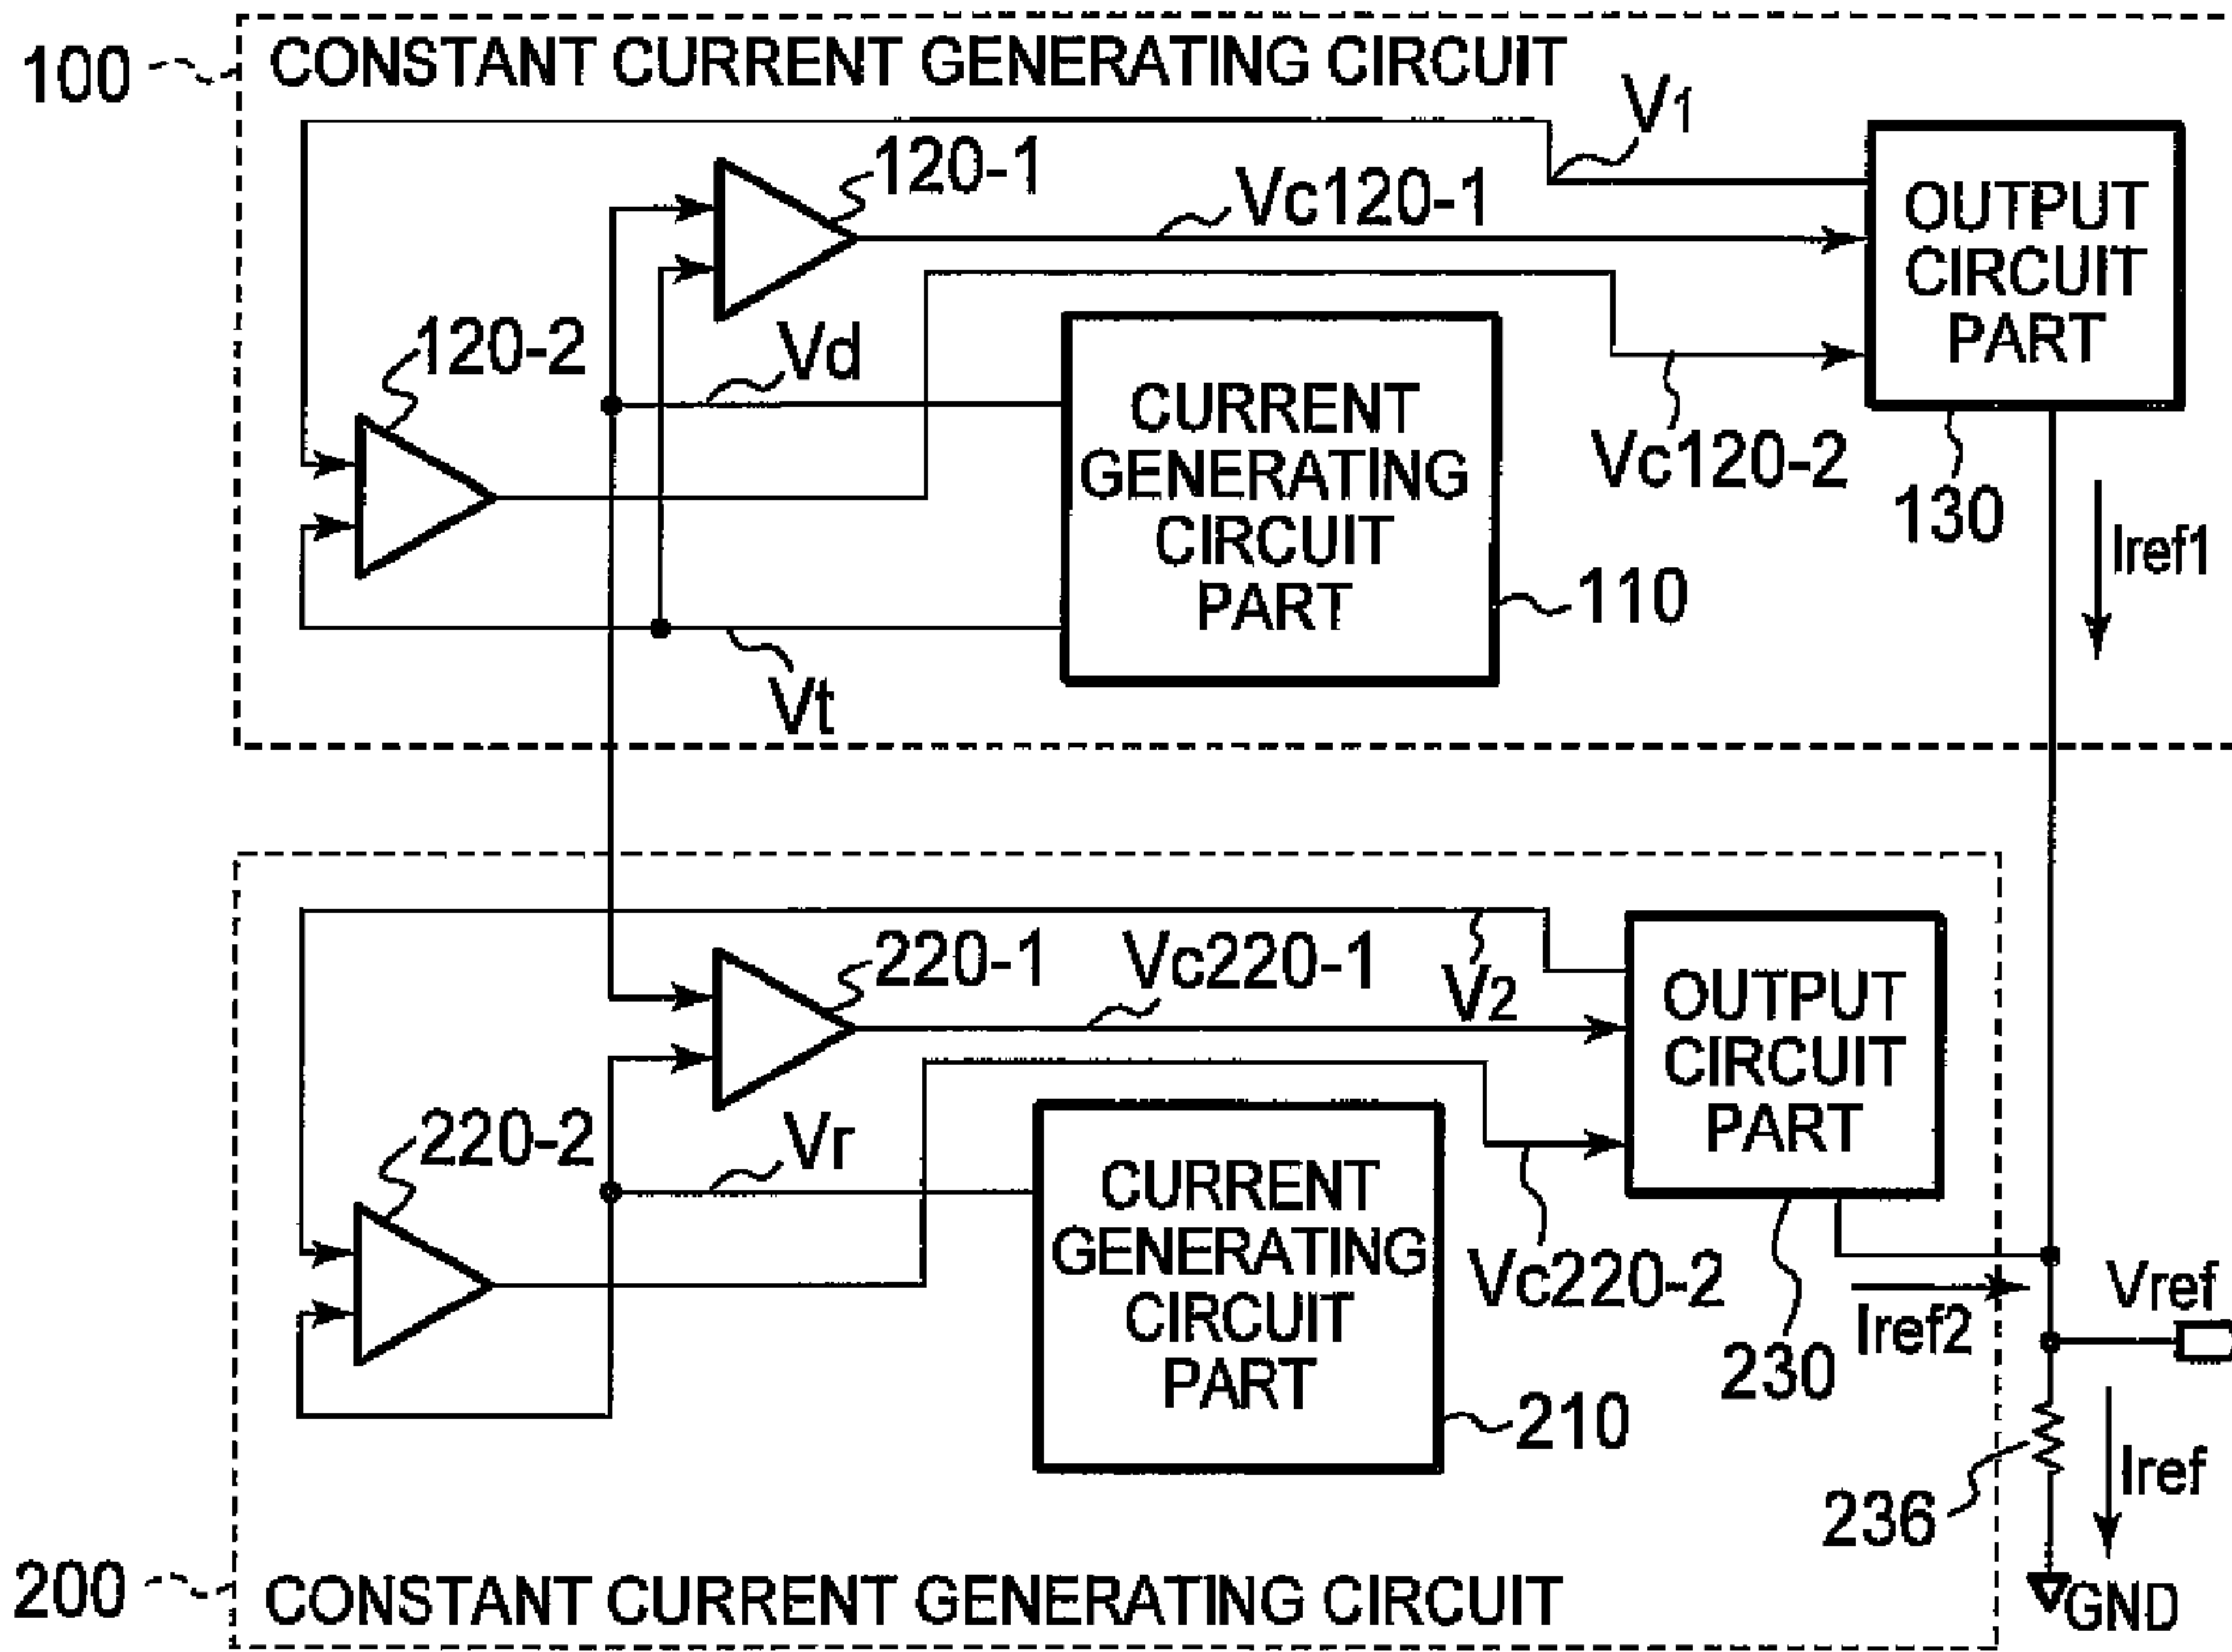 100
CONSTANT CURRENT GENERATING CIRCUIT
V1
120-1
Vc120-1
OUTPUT
CIRCUIT
PART
120-2
Vd
CURRENT
GENERATING
CIRCUIT
PART
Vc120-2
130
Iref1
110
Vt
220-1
Vc220-1
V2
OUTPUT
CIRCUIT
PART
220-2
Vr
CURRENT
GENERATING
CIRCUIT
PART
Vc220-2
230
Iref2
Vref
210
236
Iref
200
CONSTANT CURRENT GENERATING CIRCUIT
GND